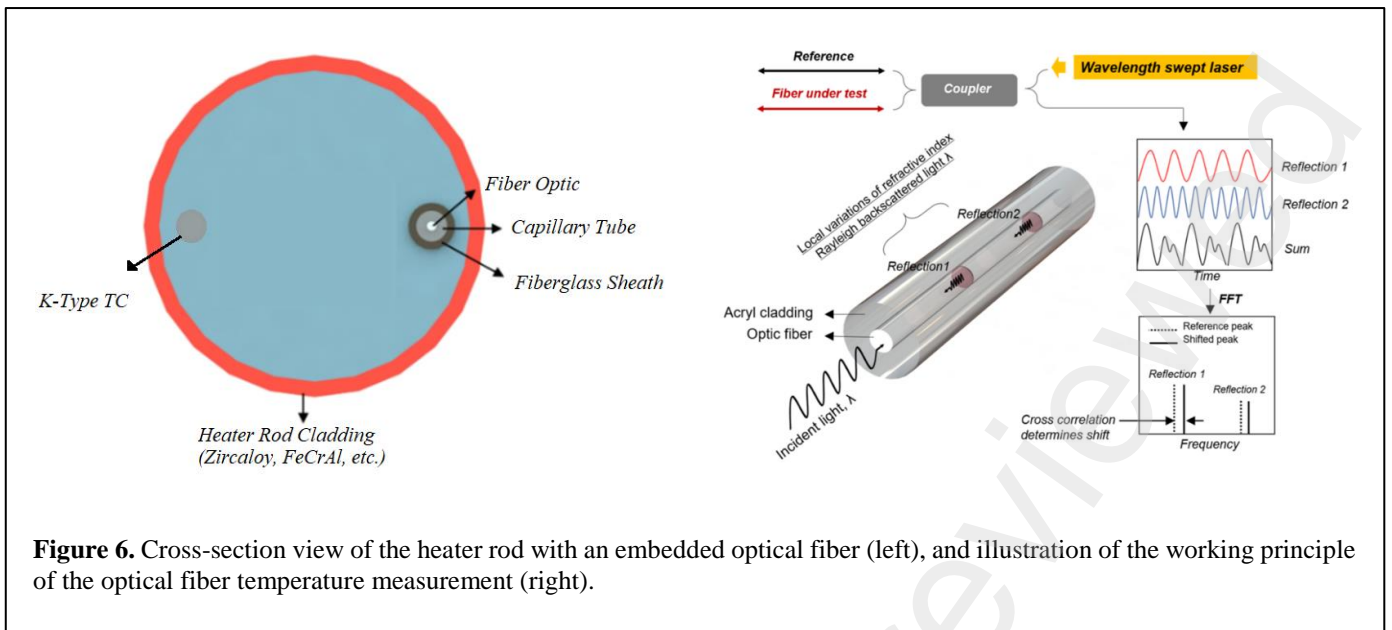 Fiber Optic
Capillary Tube
Fiberglass Sheath
K-Type TC
Heater Rod Cladding
(Zircaloy, FeCrAl, etc.)
Reference
Fiber under test
Coupler
Wavelength swept laser
Local variations of refractive index
Rayleigh backscattered light λ
Reflection1
Reflection2
Acryl cladding
Optic fiber
Incident light, λ
Reflection 1
Reflection 2
Sum
Time
FFT
Reference peak
Shifted peak
Reflection 1
Reflection 2
Cross correlation
determines shift
Frequency
Figure 6. Cross-section view of the heater rod with an embedded optical fiber (left), and illustration of the working principle
of the optical fiber temperature measurement (right).
eviewed